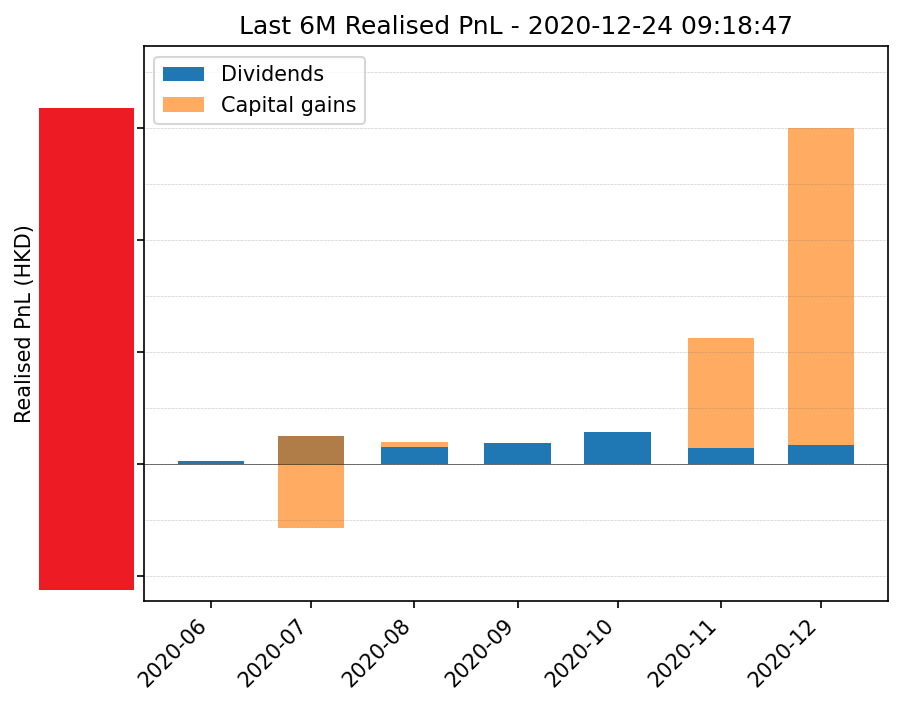 Last 6M Realised PnL - 2020-12-24 09:18:47
Dividends
Capital gains
Realised PnL (HKD)
2020-06
2020-07
2020-08
2020-09
2020-10
2020-11
2020-12